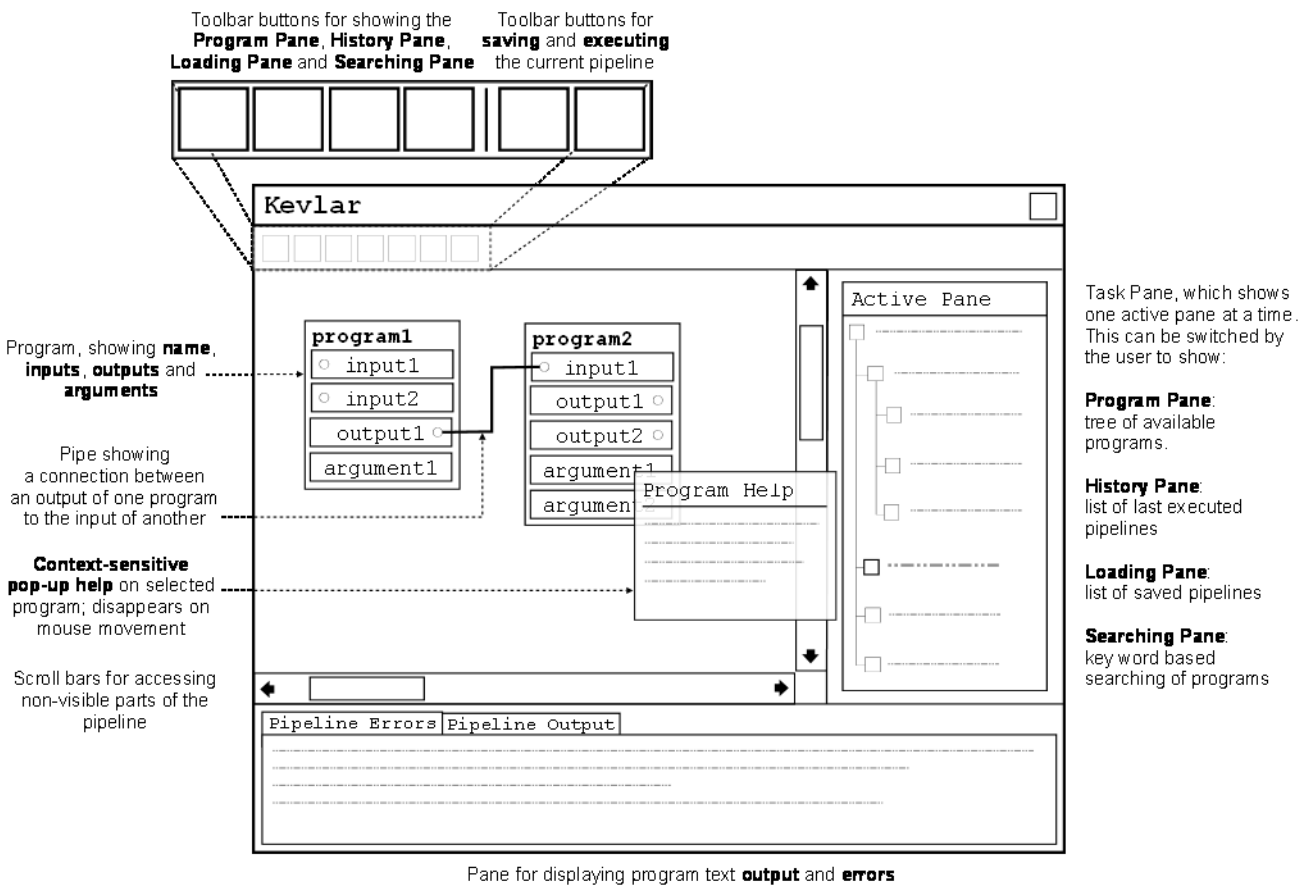 Toolbar buttons for showing the
Program Pane, History Pane,
Loading Pane and Searching Pane
Toolbar buttons for
saving and executing
the current pipeline
Kevlar
Program, showing name,
inputs, outputs and
arguments
Pipe showing
a connection between
an output of one program
to the input of another
Context-sensitive
pop-up help on selected
program; disappears on
mouse movement
Scroll bars for accessing
non-visible parts of the
pipeline
program1
input1
input2
output1
argument1
program2
input1
output1
output2
argument1
argument2
Program Help
Active Pane
Task Pane, which shows
one active pane at a time.
This can be switched by
the user to show:
Program Pane:
tree of available
programs.
History Pane:
list of last executed
pipelines
Loading Pane:
list of saved pipelines
Searching Pane:
key word based
searching of programs
Pipeline Errors
Pipeline Output
Pane for displaying program text output and errors